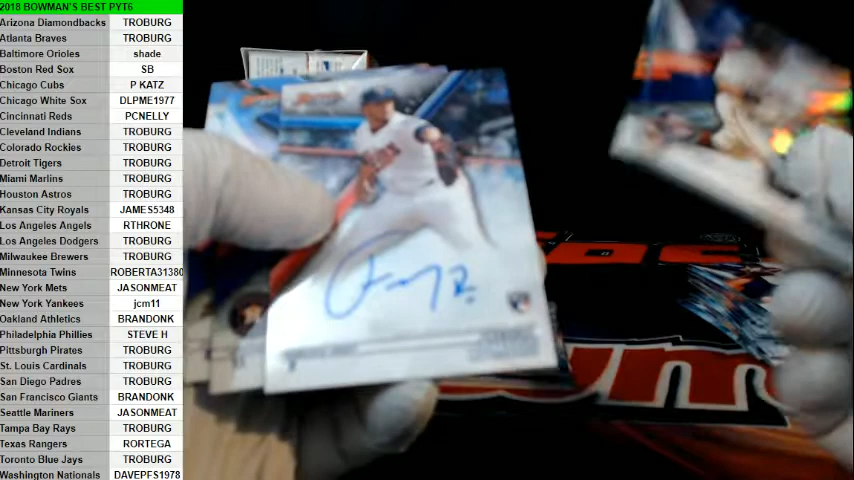 2018 BOWMAN'S BEST PYT6
Arizona Diamondbacks TROBURG
Atlanta Braves TROBURG
Baltimore Orioles shade
Boston Red Sox SB
Chicago Cubs P KATZ
Chicago White Sox DLPME1977
Cincinnati Reds PCNELLY
Cleveland Indians TROBURG
Colorado Rockies TROBURG
Detroit Tigers TROBURG
Miami Marlins TROBURG
Houston Astros TROBURG
Kansas City Royals JAMES5348
Los Angeles Angels RTHRONE
Los Angeles Dodgers TROBURG
Milwaukee Brewers TROBURG
Minnesota Twins ROBERTA31380
New York Mets JASONMEAT
New York Yankees jcm11
Oakland Athletics BRANDONK
Philadelphia Phillies STEVE H
Pittsburgh Pirates TROBURG
St. Louis Cardinals TROBURG
San Diego Padres TROBURG
San Francisco Giants BRANDONK
Seattle Mariners JASONMEAT
Tampa Bay Rays TROBURG
Texas Rangers RORTEGA
Toronto Blue Jays TROBURG
Washington Nationals DAVEPFS1978